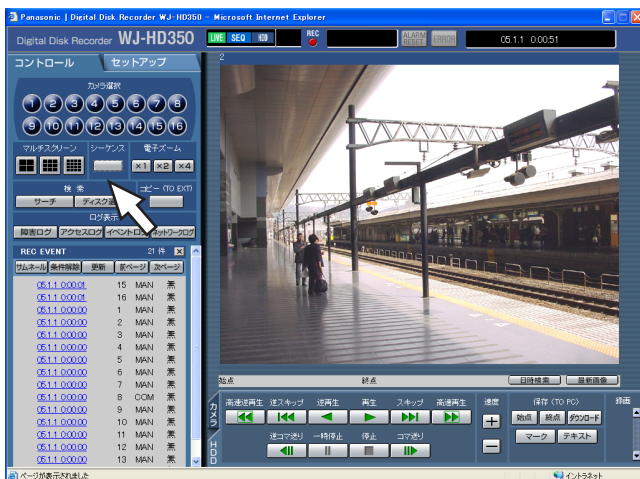 Panasonic | Digital Disk Recorder WJ-HD350 - Microsoft Internet Explorer
Digital Disk Recorder WJ-HD350
LIVE SEQ HDD
REC
ALARM RESET
ERROR
05.1.1 0:00:51
コントロール
セットアップ
カメラ選択
1 2 3 4 5 6 7 8
9 10 11 12 13 14 15 16
マルチスクリーン シーケンス 電子ズーム
×1 ×2 ×4
検 索 コピー (TO EXT)
サーチ ディスク選
ログ表示
障害ログ アクセスログ イベントログ ネットワークログ
REC EVENT 21 件 X
サムネール 条件解除 更新 前ページ 次ページ
05.1.1 0:00:01 15 MAN 無
05.1.1 0:00:01 16 MAN 無
05.1.1 0:00:00 1 MAN 無
05.1.1 0:00:00 2 MAN 無
05.1.1 0:00:00 3 MAN 無
05.1.1 0:00:00 4 MAN 無
05.1.1 0:00:00 5 MAN 無
05.1.1 0:00:00 6 MAN 無
05.1.1 0:00:00 7 MAN 無
05.1.1 0:00:00 8 COM 無
05.1.1 0:00:00 9 MAN 無
05.1.1 0:00:00 10 MAN 無
05.1.1 0:00:00 11 MAN 無
05.1.1 0:00:00 12 MAN 無
05.1.1 0:00:00 13 MAN 無
2
始点 終点 日時検索 最新画像
カメラ
HDD
高速逆再生 逆スキップ 逆再生 再生 スキップ 高速再生
逆コマ送り 一時停止 停止 コマ送り
速度
保存 (TO PC)
始点 終点 ダウンロード
マーク テキスト
録画
ページが表示されました
イントラネット